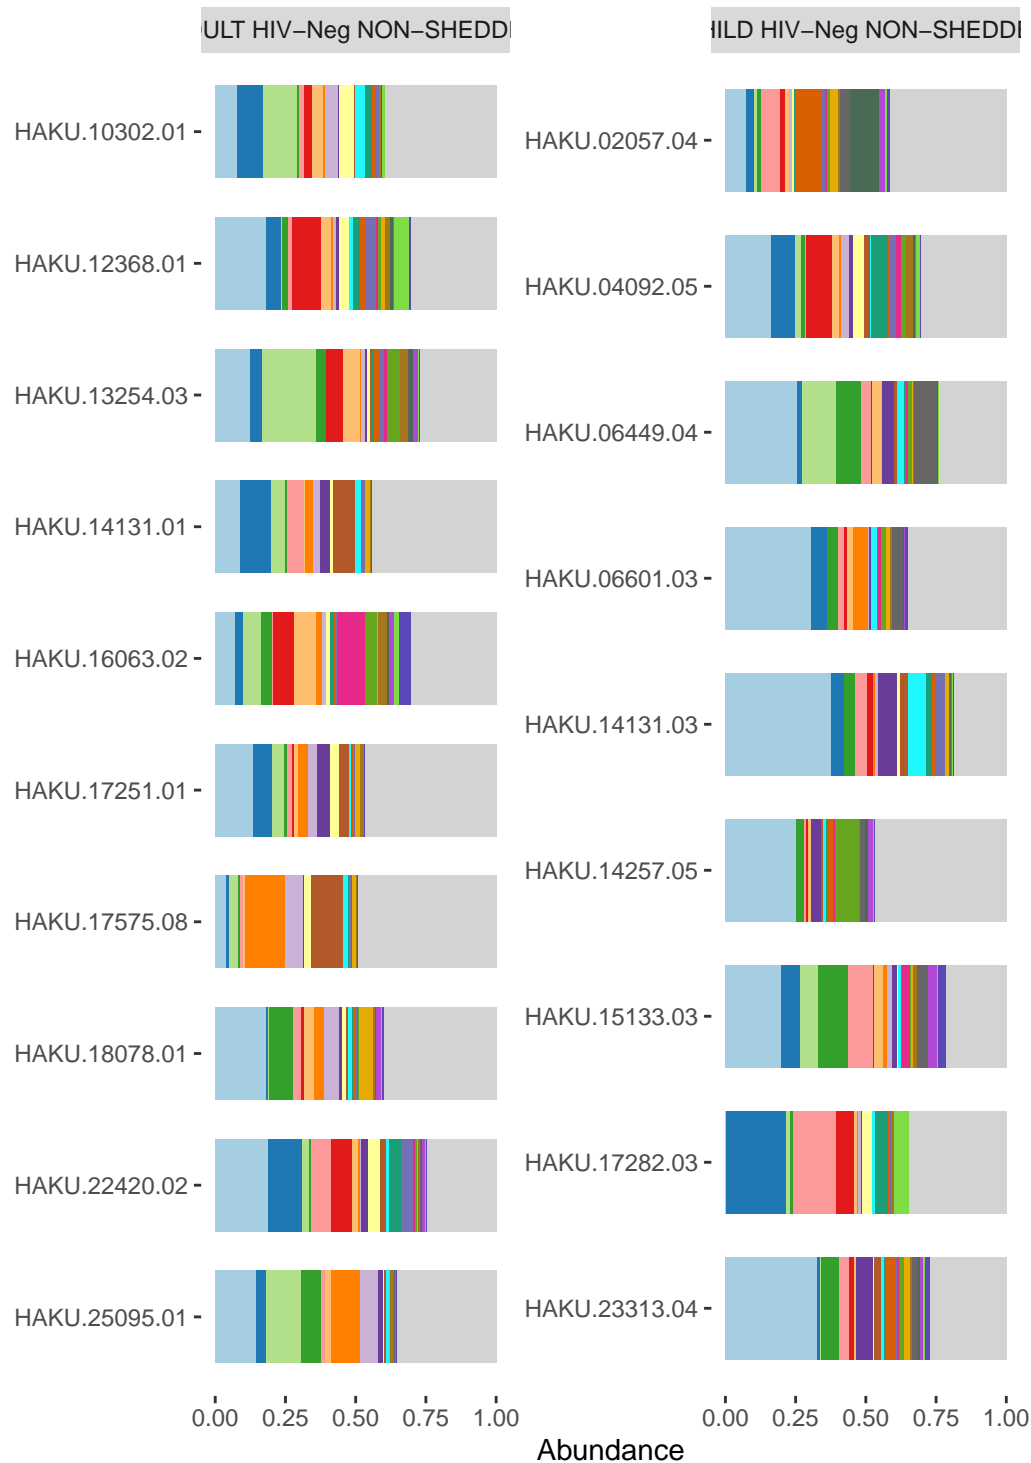 ULT HIV−Neg NON−SHEDD
HILD HIV−Neg NON−SHEDD
HAKU.10302.01
HAKU.12368.01
HAKU.13254.03
HAKU.14131.01
HAKU.16063.02
HAKU.17251.01
HAKU.17575.08
HAKU.18078.01
HAKU.22420.02
HAKU.25095.01
HAKU.02057.04
HAKU.04092.05
HAKU.06449.04
HAKU.06601.03
HAKU.14131.03
HAKU.14257.05
HAKU.15133.03
HAKU.17282.03
HAKU.23313.04
0.00 0.25 0.50 0.75 1.00
0.00 0.25 0.50 0.75 1.00
Abundance